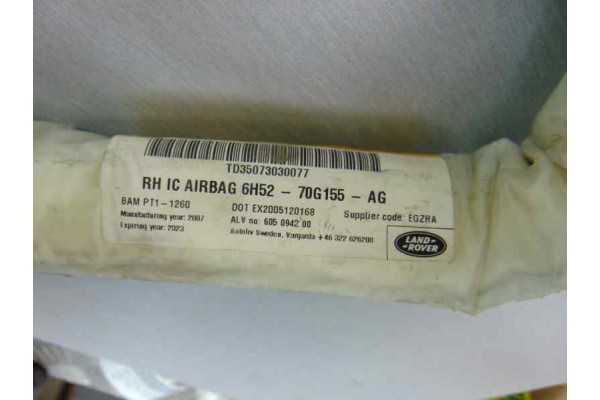 TD35073030077
RH IC AIRBAG 6H52 - 70G155 - AG
BAM PT1-1260 DOT EX2005120168 Supplier code: EGZRA
Manufacturing year: 2007 ALV no: 605 0942 00
Expiring year: 2023 Autoliv Sweden, Vargarda +46 322 626200
LAND-
ROVER